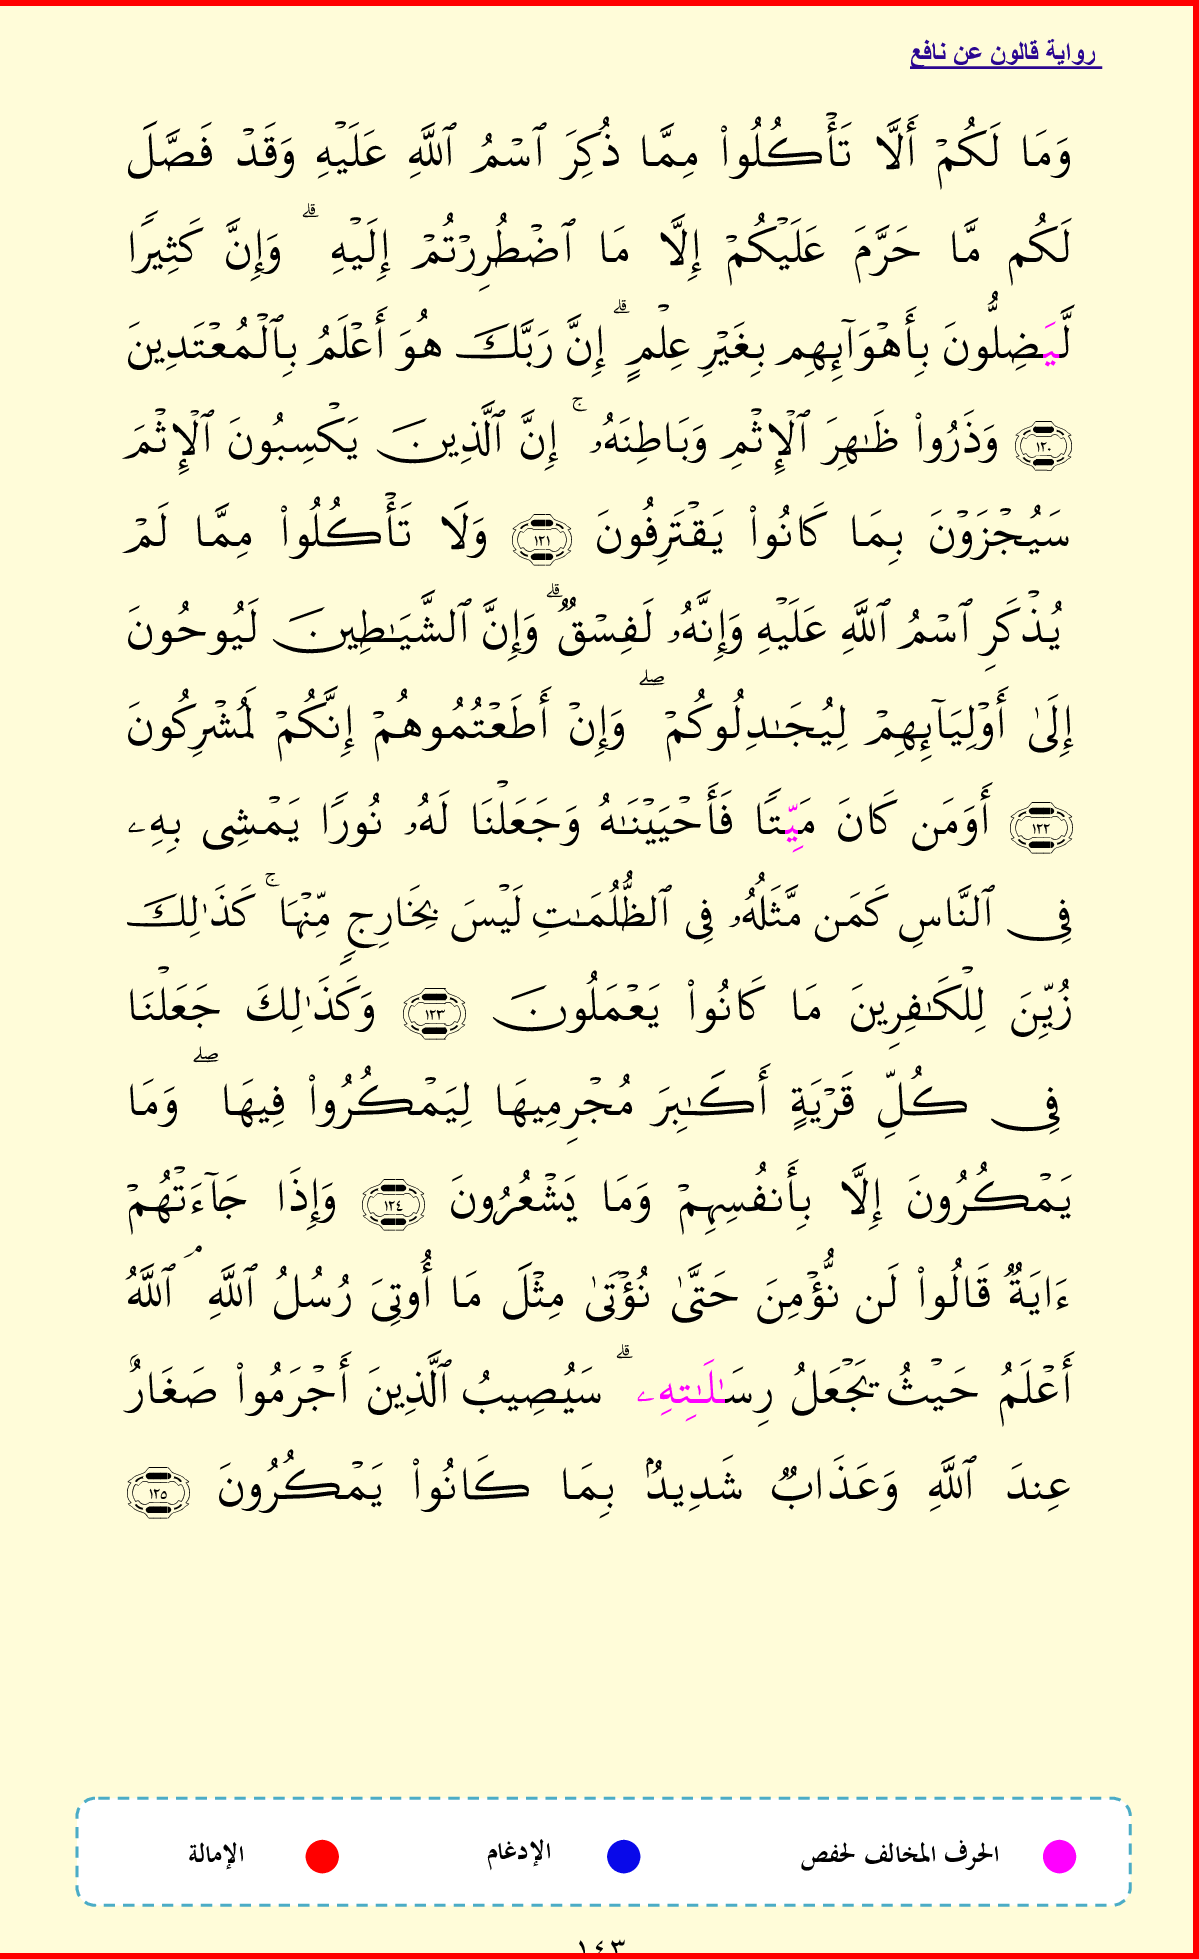 رواية قالون عن نافع
وَمَا لَكُمْ أَلَّا تَأْكُلُوا۟ مِمَّا ذُكِرَ ٱسْمُ ٱللَّهِ عَلَيْهِ وَقَدْ فَصَّلَ
لَكُم مَّا حَرَّمَ عَلَيْكُمْ إِلَّا مَا ٱضْطُرِرْتُمْ إِلَيْهِ ۗ وَإِنَّ كَثِيرًا
لَّيَضِلُّونَ بِأَهْوَآئِهِم بِغَيْرِ عِلْمٍ ۗ إِنَّ رَبَّكَ هُوَ أَعْلَمُ بِٱلْمُعْتَدِينَ
١٢٠ وَذَرُوا۟ ظَـٰهِرَ ٱلْإِثْمِ وَبَاطِنَهُۥ ۚ إِنَّ ٱلَّذِينَ يَكْسِبُونَ ٱلْإِثْمَ
سَيُجْزَوْنَ بِمَا كَانُوا۟ يَقْتَرِفُونَ ١٢١ وَلَا تَأْكُلُوا۟ مِمَّا لَمْ
يُذْكَرِ ٱسْمُ ٱللَّهِ عَلَيْهِ وَإِنَّهُۥ لَفِسْقٌ ۗ وَإِنَّ ٱلشَّيَـٰطِينَ لَيُوحُونَ
إِلَىٰ أَوْلِيَآئِهِمْ لِيُجَـٰدِلُوكُمْ ۖ وَإِنْ أَطَعْتُمُوهُمْ إِنَّكُمْ لَمُشْرِكُونَ
١٢٢ أَوَمَن كَانَ مَيِّتًا فَأَحْيَيْنَـٰهُ وَجَعَلْنَا لَهُۥ نُورًا يَمْشِى بِهِۦ
فِى ٱلنَّاسِ كَمَن مَّثَلُهُۥ فِى ٱلظُّلُمَـٰتِ لَيْسَ بِخَارِجٍ مِّنْهَا ۚ كَذَٰلِكَ
زُيِّنَ لِلْكَـٰفِرِينَ مَا كَانُوا۟ يَعْمَلُونَ ١٢٣ وَكَذَٰلِكَ جَعَلْنَا
فِى كُلِّ قَرْيَةٍ أَكَـٰبِرَ مُجْرِمِيهَا لِيَمْكُرُوا۟ فِيهَا ۖ وَمَا
يَمْكُرُونَ إِلَّا بِأَنفُسِهِمْ وَمَا يَشْعُرُونَ ١٢٤ وَإِذَا جَآءَتْهُمْ
ءَايَةٌ قَالُوا۟ لَن نُّؤْمِنَ حَتَّىٰ نُؤْتَىٰ مِثْلَ مَا أُوتِىَ رُسُلُ ٱللَّهِ ۘ ٱللَّهُ
أَعْلَمُ حَيْثُ يَجْعَلُ رِسَـٰلَـٰتِهِۦ ۗ سَيُصِيبُ ٱلَّذِينَ أَجْرَمُوا۟ صَغَارٌ
عِندَ ٱللَّهِ وَعَذَابٌ شَدِيدٌۢ بِمَا كَانُوا۟ يَمْكُرُونَ ١٢٥
الحرف المخالف لحفص الإدغام الإمالة
١٤٣